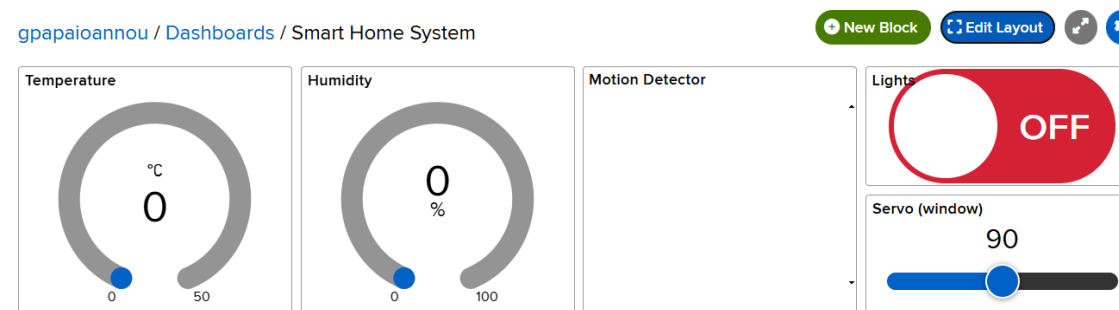 gpapaioannou / Dashboards / Smart Home System
New Block
Edit Layout
Temperature
°C
0
0
50
Humidity
0
%
0
100
Motion Detector
Lights
OFF
Servo (window)
90